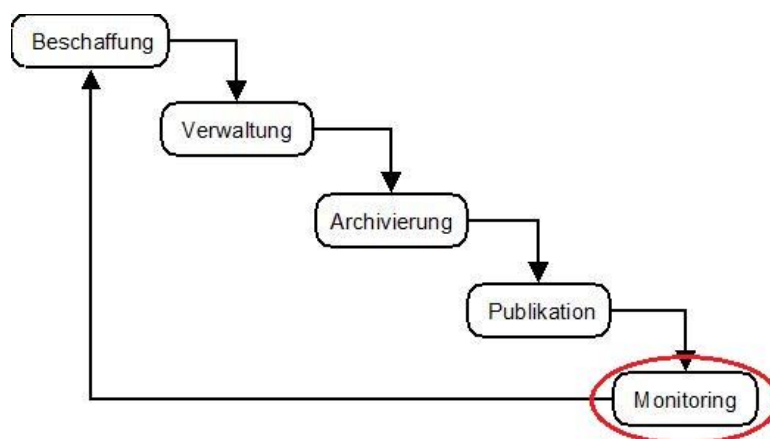 Beschaffung
Verwaltung
Archivierung
Publikation
Monitoring